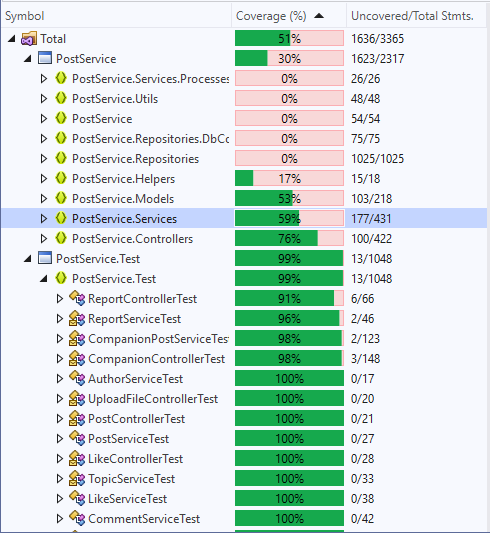 Symbol Coverage (%) Uncovered/Total Stmts.
Total 51% 1636/3365
PostService 30% 1623/2317
PostService.Services.Processes 0% 26/26
PostService.Utils 0% 48/48
PostService 0% 54/54
PostService.Repositories.DbCo 0% 75/75
PostService.Repositories 0% 1025/1025
PostService.Helpers 17% 15/18
PostService.Models 53% 103/218
PostService.Services 59% 177/431
PostService.Controllers 76% 100/422
PostService.Test 99% 13/1048
PostService.Test 99% 13/1048
ReportControllerTest 91% 6/66
ReportServiceTest 96% 2/46
CompanionPostServiceTest 98% 2/123
CompanionControllerTest 98% 3/148
AuthorServiceTest 100% 0/17
UploadFileControllerTest 100% 0/20
PostControllerTest 100% 0/21
PostServiceTest 100% 0/27
LikeControllerTest 100% 0/28
TopicServiceTest 100% 0/33
LikeServiceTest 100% 0/38
CommentServiceTest 100% 0/42